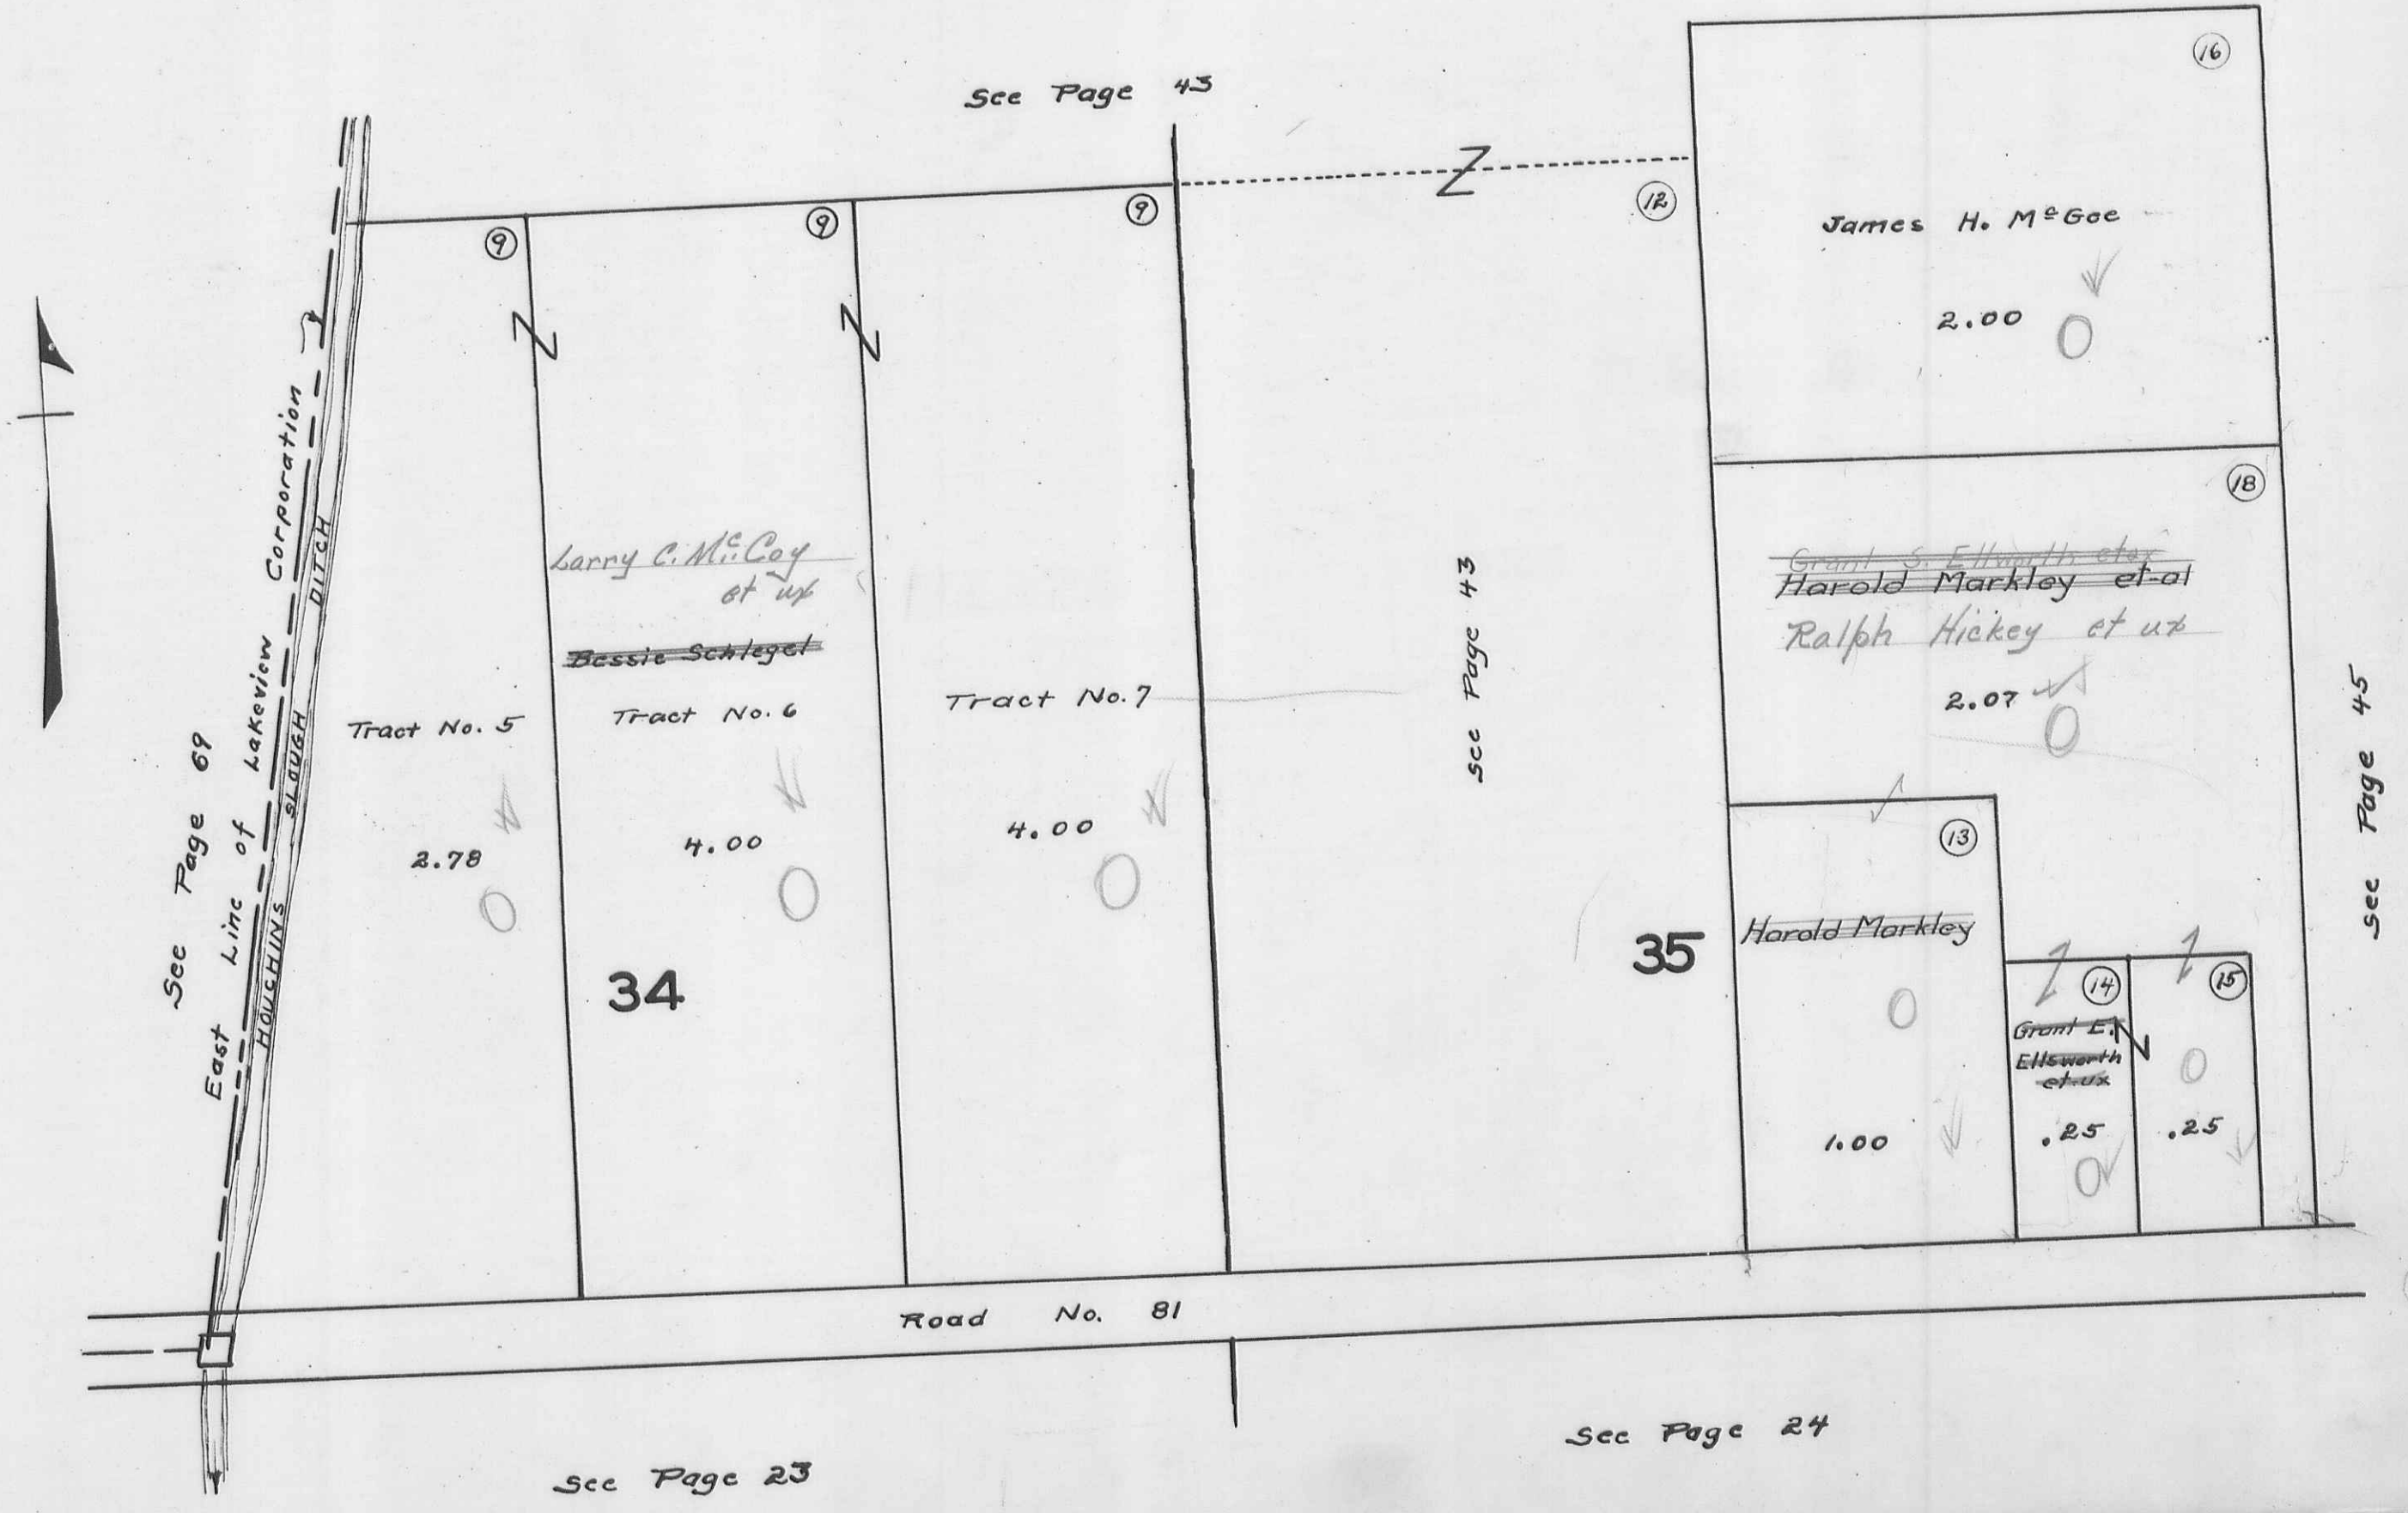 See Page 43
16
James H. McGoe
2.00
9
9
9
12
18
Grant S. Ellworth etux
Harold Markley et-al
Ralph Hickey et ux
2.07
Larry C. McCoy
et ux
Bessie Schlegel
Tract No. 5
Tract No. 6
Tract No. 7
2.78
4.00
4.00
34
See Page 69
East Line of Lakeview Corporation
HOUCHINS SLOUGH DITCH
See Page 43
35
13
Harold Markley
1.00
14
Grant E.
Ellsworth
et-ux
.25
15
.25
See Page 45
Road No. 81
See Page 23
See Page 24